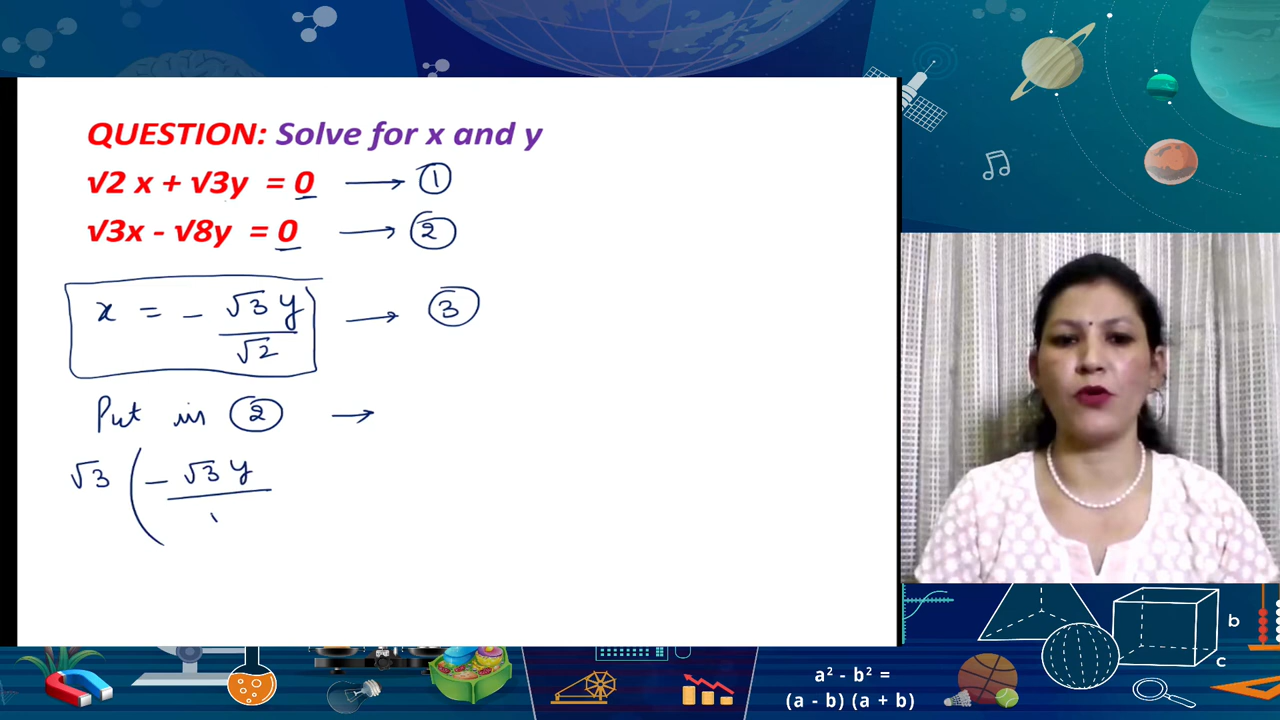 QUESTION: Solve for x and y
√2 x + √3y = 0 → ①
√3x - √8y = 0 → ②
x = - √3 y / √2 → ③
Put in ② →
√3 ( - √3 y
a² - b² =
(a - b) (a + b)
b
c